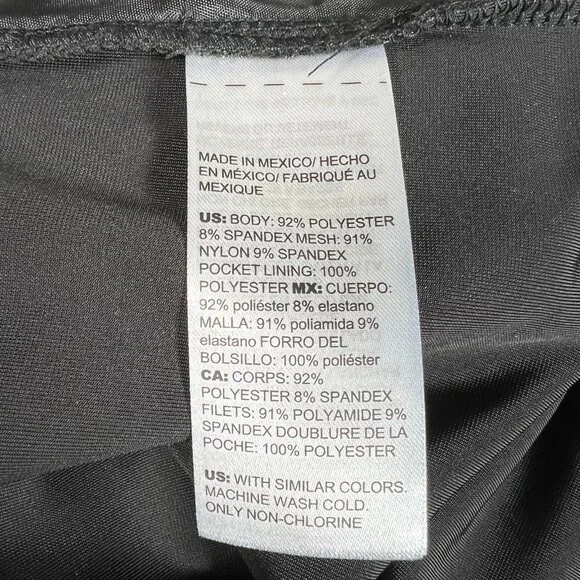 MADE IN MEXICO/ HECHO
EN MÉXICO/ FABRIQUÉ AU
MEXIQUE
US: BODY: 92% POLYESTER
8% SPANDEX MESH: 91%
NYLON 9% SPANDEX
POCKET LINING: 100%
POLYESTER MX: CUERPO:
92% poliéster 8% elastano
MALLA: 91% poliamida 9%
elastano FORRO DEL
BOLSILLO: 100% poliéster
CA: CORPS: 92%
POLYESTER 8% SPANDEX
FILETS: 91% POLYAMIDE 9%
SPANDEX DOUBLURE DE LA
POCHE: 100% POLYESTER
US: WITH SIMILAR COLORS.
MACHINE WASH COLD.
ONLY NON-CHLORINE